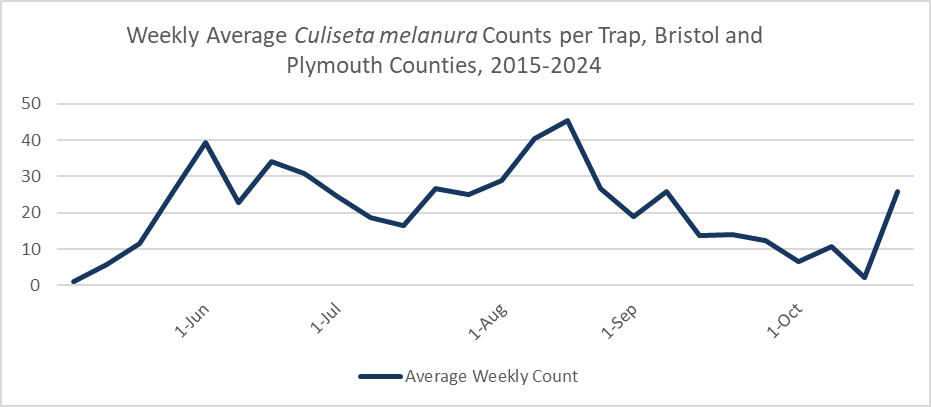 Weekly Average Culiseta melanura Counts per Trap, Bristol and
Plymouth Counties, 2015-2024
50
40
30
20
10
0
1-Jun
1-Jul
1-Aug
1-Sep
1-Oct
Average Weekly Count